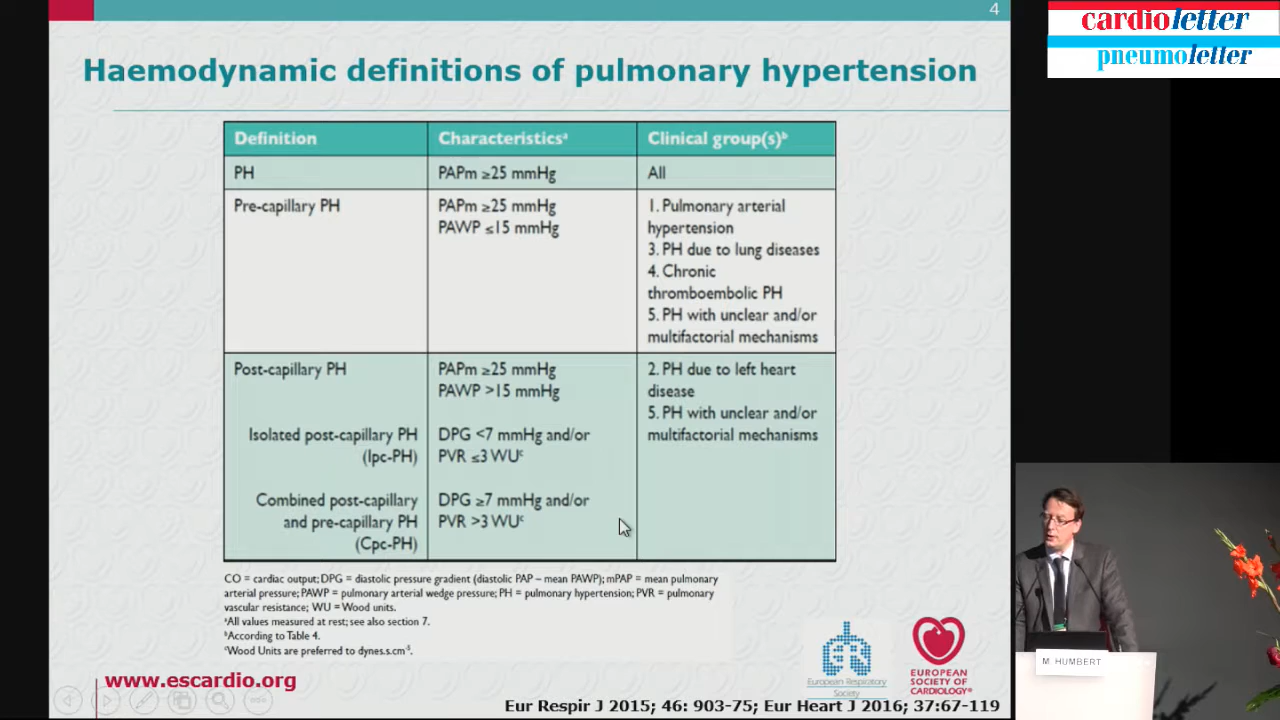 4
cardioletter
pneumoletter
Haemodynamic definitions of pulmonary hypertension
Definition Characteristicsᵃ Clinical group(s)ᵇ
PH PAPm ≥25 mmHg All
Pre-capillary PH PAPm ≥25 mmHg
PAWP ≤15 mmHg
1. Pulmonary arterial
hypertension
3. PH due to lung diseases
4. Chronic
thromboembolic PH
5. PH with unclear and/or
multifactorial mechanisms
Post-capillary PH PAPm ≥25 mmHg
PAWP >15 mmHg
2. PH due to left heart
disease
5. PH with unclear and/or
multifactorial mechanisms
Isolated post-capillary PH
(Ipc-PH)
DPG <7 mmHg and/or
PVR ≤3 WUᶜ
Combined post-capillary
and pre-capillary PH
(Cpc-PH)
DPG ≥7 mmHg and/or
PVR >3 WUᶜ
CO = cardiac output; DPG = diastolic pressure gradient (diastolic PAP – mean PAWP); mPAP = mean pulmonary
arterial pressure; PAWP = pulmonary arterial wedge pressure; PH = pulmonary hypertension; PVR = pulmonary
vascular resistance; WU = Wood units.
ᵃAll values measured at rest; see also section 7.
ᵇAccording to Table 4.
ᶜWood Units are preferred to dynes.s.cm⁻⁵.
European Respiratory
Society
EUROPEAN
SOCIETY OF
CARDIOLOGY®
www.escardio.org
Eur Respir J 2015; 46: 903-75; Eur Heart J 2016; 37:67-119
M. HUMBERT